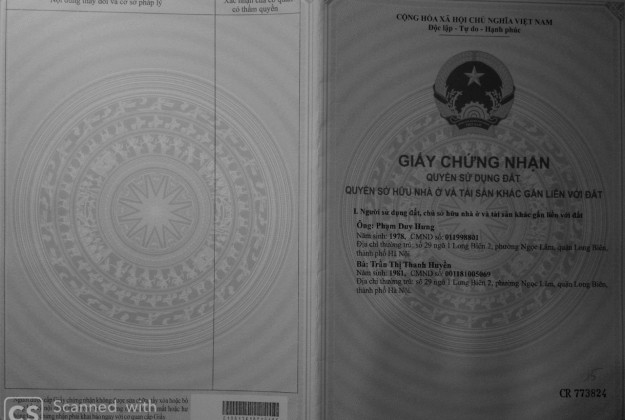 Nội dung thay đổi và cơ sở pháp lý
Xác nhận của cơ quan
có thẩm quyền
CỘNG HÒA XÃ HỘI CHỦ NGHĨA VIỆT NAM
Độc lập - Tự do - Hạnh phúc
GIẤY CHỨNG NHẬN
QUYỀN SỬ DỤNG ĐẤT
QUYỀN SỞ HỮU NHÀ Ở VÀ TÀI SẢN KHÁC GẮN LIỀN VỚI ĐẤT
I. Người sử dụng đất, chủ sở hữu nhà ở và tài sản khác gắn liền với đất
Ông: Phạm Duy Hưng
Năm sinh: 1978, CMND số: 011998801
Địa chỉ thường trú: số 29 ngõ 1 Long Biên 2, phường Ngọc Lâm, quận Long Biên,
thành phố Hà Nội.
Bà: Trần Thị Thanh Huyền
Năm sinh: 1981, CMND số: 001181005069
Địa chỉ thường trú: số 29 ngõ 1 Long Biên 2, phường Ngọc Lâm, quận Long Biên,
thành phố Hà Nội.
CR 773824
CS Scanned with